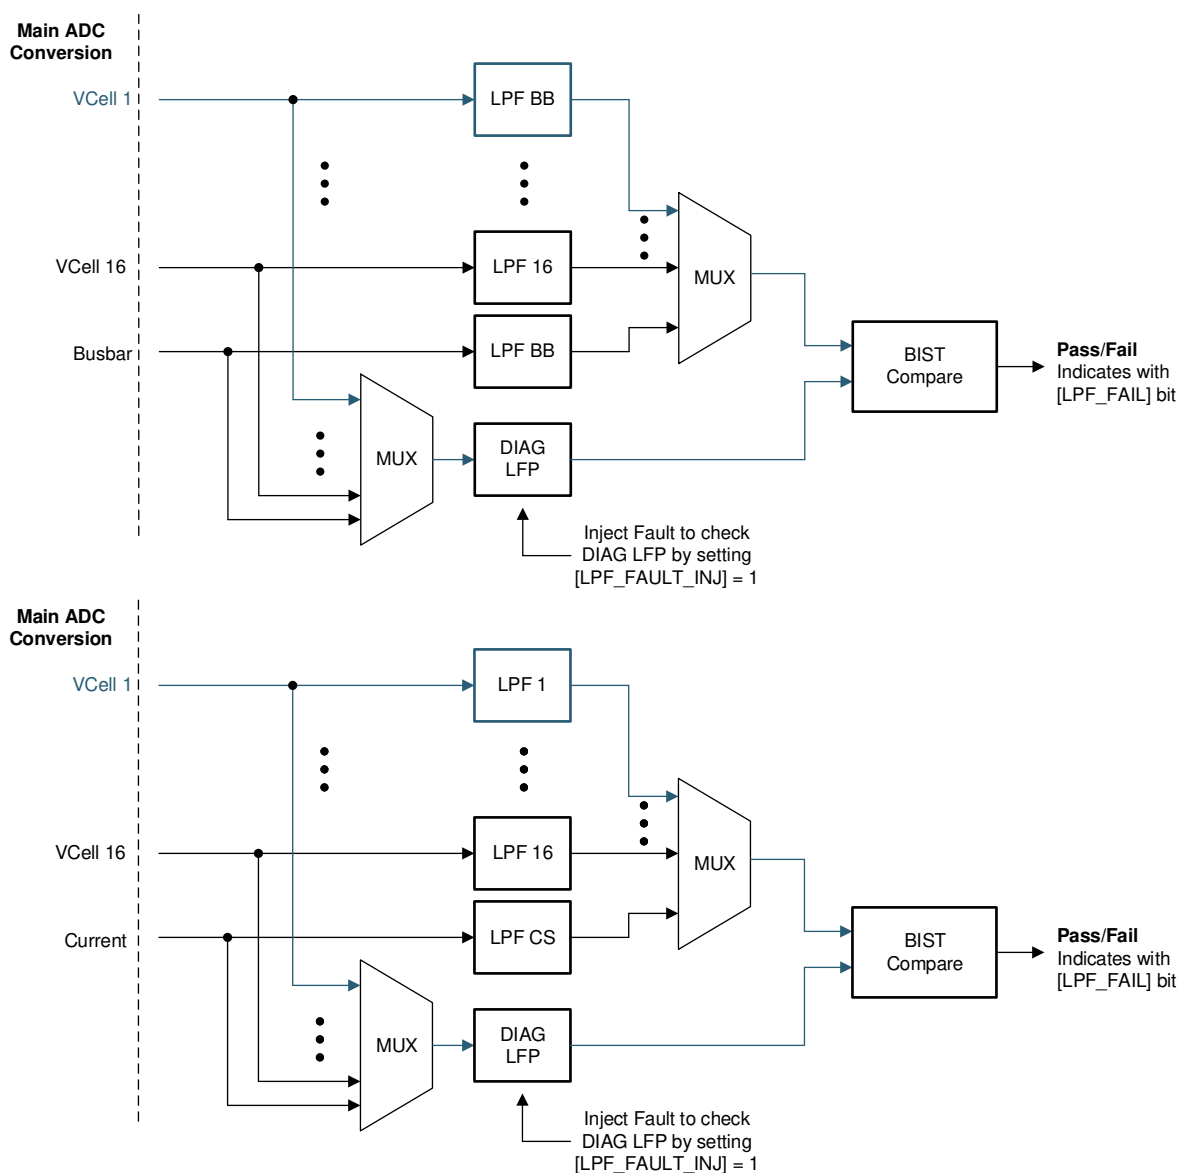 Main ADC
Conversion
VCell 1
LPF BB
VCell 16
LPF 16
MUX
Busbar
LPF BB
BIST
Compare
Pass/Fail
Indicates with
[LPF_FAIL] bit
MUX
DIAG
LFP
Inject Fault to check
DIAG LFP by setting
[LPF_FAULT_INJ] = 1
Main ADC
Conversion
VCell 1
LPF 1
VCell 16
LPF 16
MUX
Current
LPF CS
BIST
Compare
Pass/Fail
Indicates with
[LPF_FAIL] bit
MUX
DIAG
LFP
Inject Fault to check
DIAG LFP by setting
[LPF_FAULT_INJ] = 1